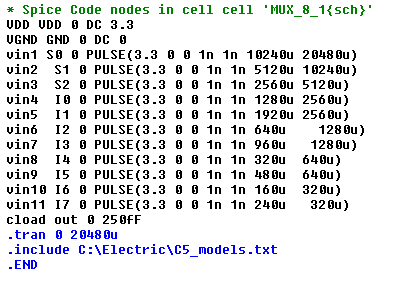 * Spice Code nodes in cell cell 'MUX_8_1{sch}'
VDD VDD 0 DC 3.3
VGND GND 0 DC 0
vin1 S0 0 PULSE(3.3 0 0 1n 1n 10240u 20480u)
vin2  S1 0 PULSE(3.3 0 0 1n 1n 5120u 10240u)
vin3  S2 0 PULSE(3.3 0 0 1n 1n 2560u 5120u)
vin4  I0 0 PULSE(3.3 0 0 1n 1n 1280u 2560u)
vin5  I1 0 PULSE(3.3 0 0 1n 1n 1920u 2560u)
vin6  I2 0 PULSE(3.3 0 0 1n 1n 640u   1280u)
vin7  I3 0 PULSE(3.3 0 0 1n 1n 960u   1280u)
vin8  I4 0 PULSE(3.3 0 0 1n 1n 320u  640u)
vin9  I5 0 PULSE(3.3 0 0 1n 1n 480u  640u)
vin10 I6 0 PULSE(3.3 0 0 1n 1n 160u  320u)
vin11 I7 0 PULSE(3.3 0 0 1n 1n 240u   320u)
cload out 0 250fF
.tran 0 20480u
.include C:\Electric\C5_models.txt
.END